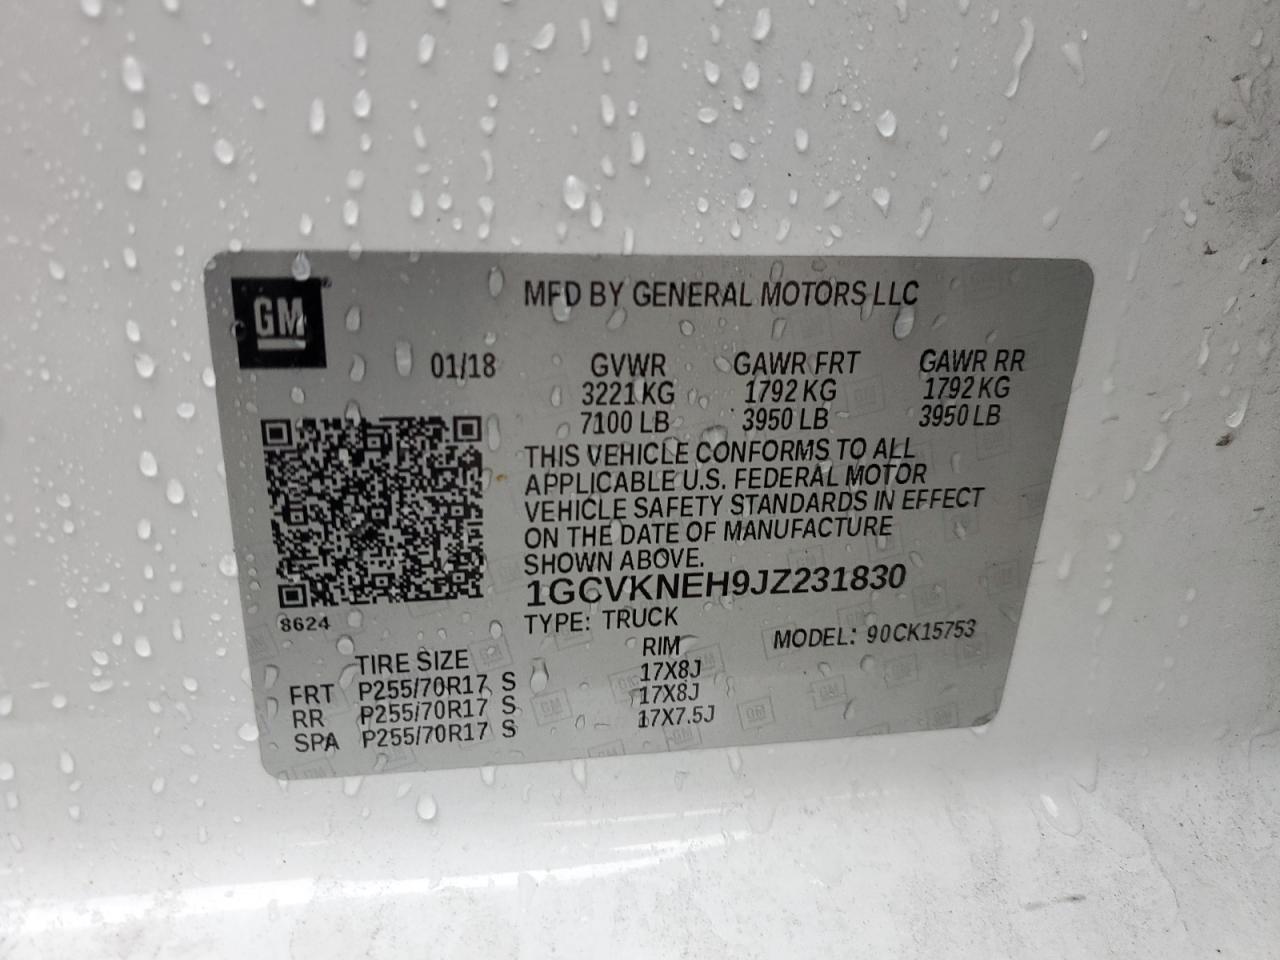 GM
MFD BY GENERAL MOTORS LLC
01/18 GVWR GAWR FRT GAWR RR
3221 KG 1792 KG 1792 KG
7100 LB 3950 LB 3950 LB
THIS VEHICLE CONFORMS TO ALL
APPLICABLE U.S. FEDERAL MOTOR
VEHICLE SAFETY STANDARDS IN EFFECT
ON THE DATE OF MANUFACTURE
SHOWN ABOVE.
1GCVKNEH9JZ231830
8624
TYPE: TRUCK MODEL: 90CK15753
TIRE SIZE RIM
FRT P255/70R17 S 17X8J
RR P255/70R17 S 17X8J
SPA P255/70R17 S 17X7.5J